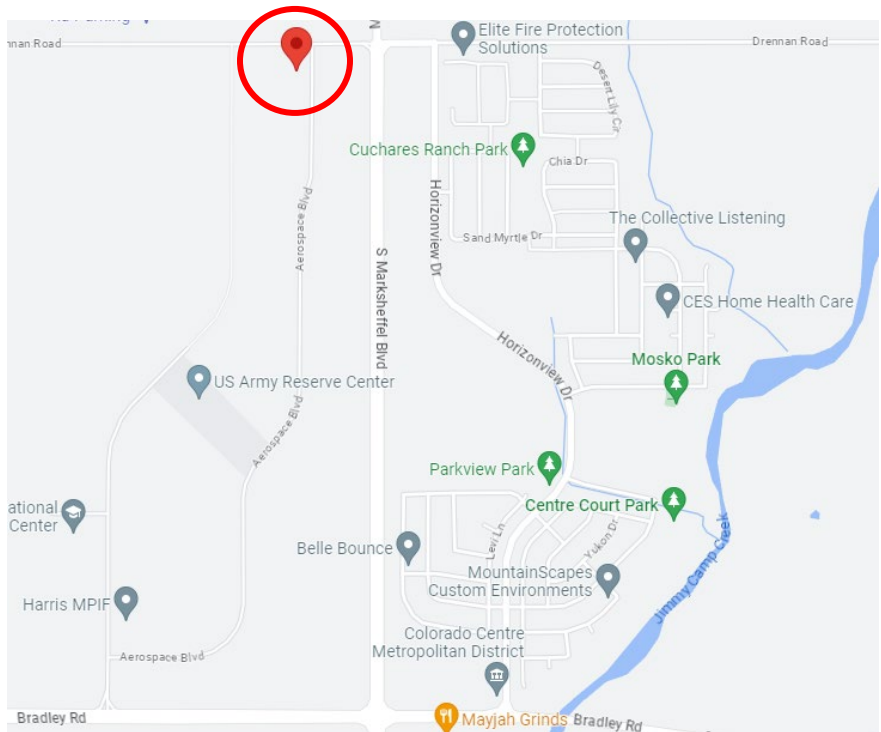 N
Elite Fire Protection
Solutions
Drennan Road
Desert Lily Cir
Cuchares Ranch Park
Chia Dr
Aerospace Blvd
Horizonview Dr
The Collective Listening
Sand Myrtle Dr
S Marksheffel Blvd
CES Home Health Care
Horizonview Dr
Mosko Park
US Army Reserve Center
Aerospace Blvd
Parkview Park
Centre Court Park
ational
Center
Levi Ln
Yukon Dr
Belle Bounce
Jimmy Camp Creek
MountainScapes
Custom Environments
Harris MPIF
Colorado Centre
Metropolitan District
Aerospace Blvd
Bradley Rd
Mayjah Grinds
Bradley Rd